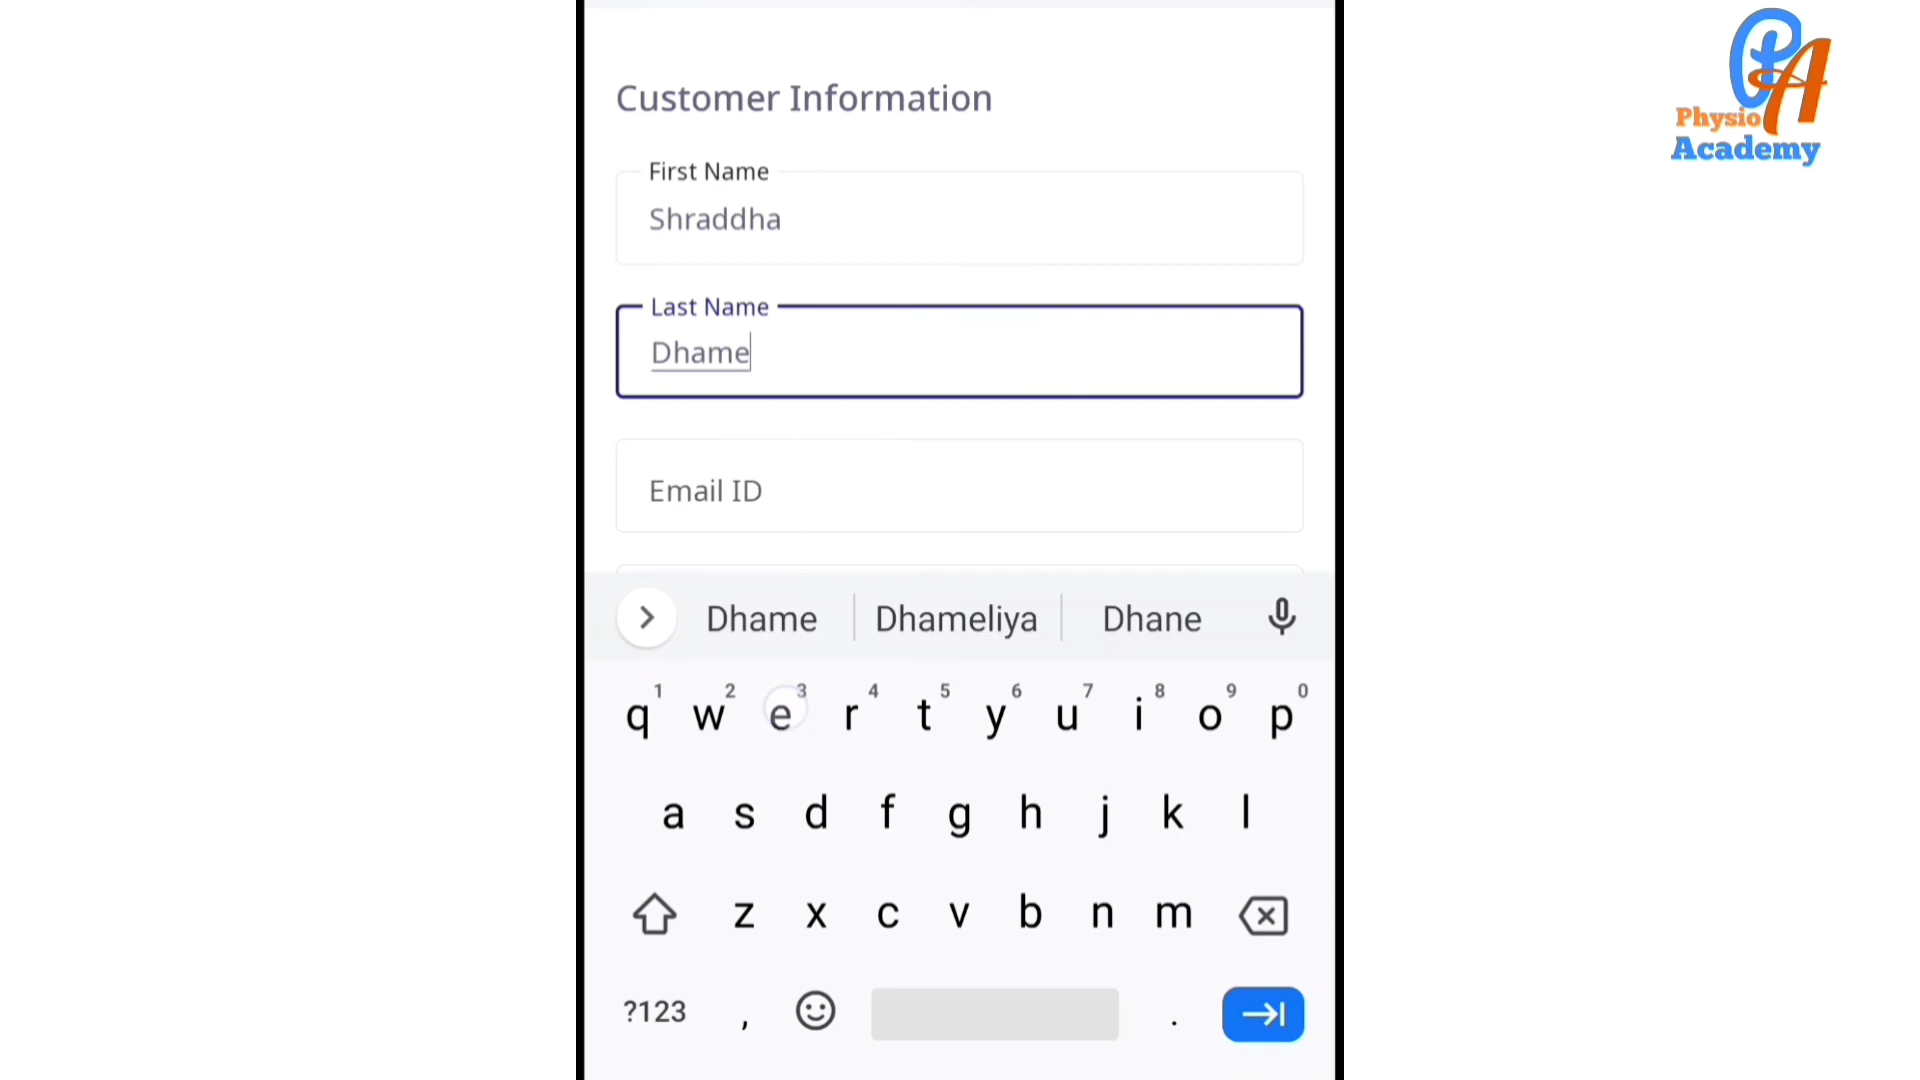 Customer Information
First Name
Shraddha
Last Name
Dhame
Email ID
Dhame Dhameliya Dhane
1 2 3 4 5 6 7 8 9 0
q w e r t y u i o p
a s d f g h j k l
z x c v b n m
?123 , .
Physio
Academy